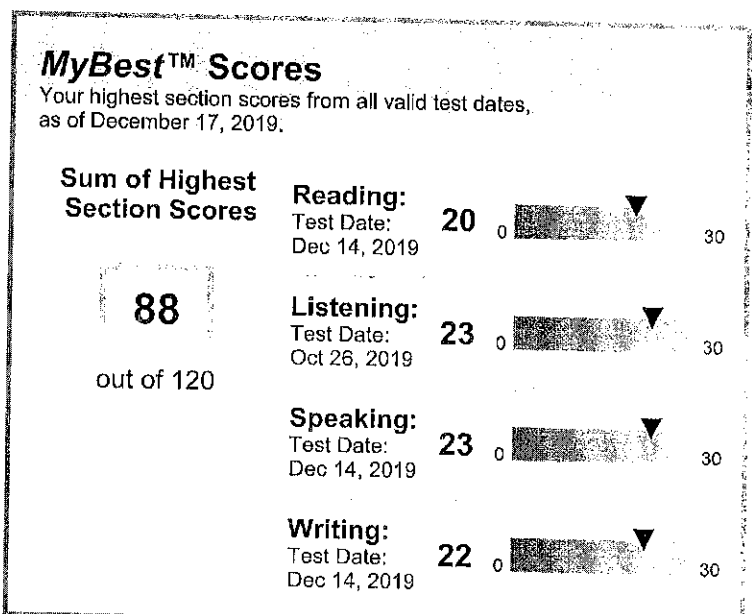 MyBest™ Scores
Your highest section scores from all valid test dates,
as of December 17, 2019.
Sum of Highest
Section Scores
88
out of 120
Reading:
Test Date:
Dec 14, 2019
20
0
30
Listening:
Test Date:
Oct 26, 2019
23
0
30
Speaking:
Test Date:
Dec 14, 2019
23
0
30
Writing:
Test Date:
Dec 14, 2019
22
0
30